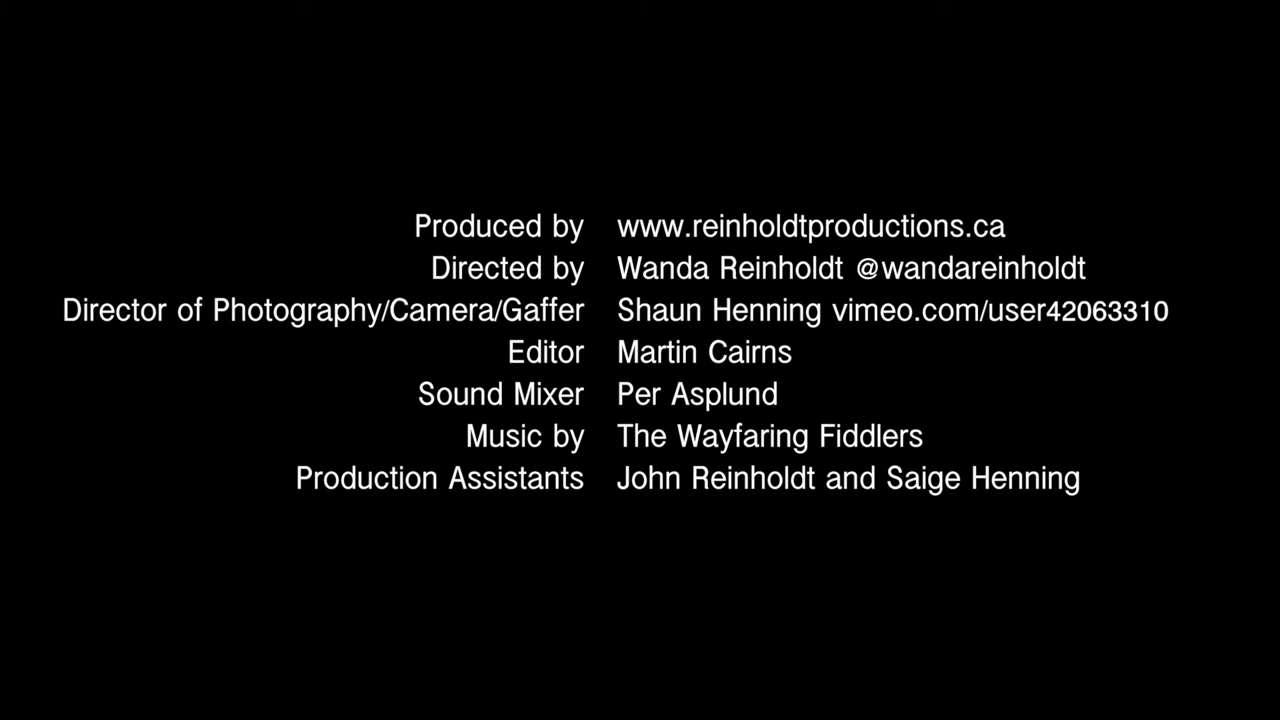 Produced by www.reinholdtproductions.ca
Directed by Wanda Reinholdt @wandareinholdt
Director of Photography/Camera/Gaffer Shaun Henning vimeo.com/user42063310
Editor Martin Cairns
Sound Mixer Per Asplund
Music by The Wayfaring Fiddlers
Production Assistants John Reinholdt and Saige Henning